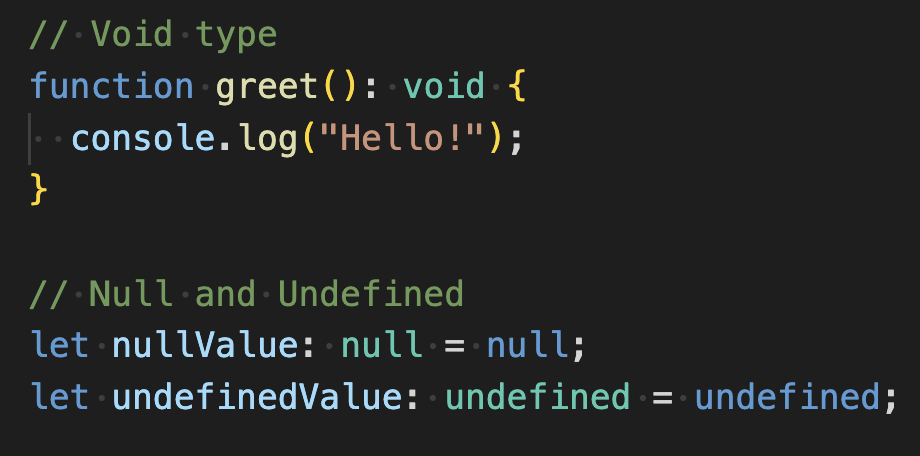 // Void type
function greet(): void {
  console.log("Hello!");
}

// Null and Undefined
let nullValue: null = null;
let undefinedValue: undefined = undefined;